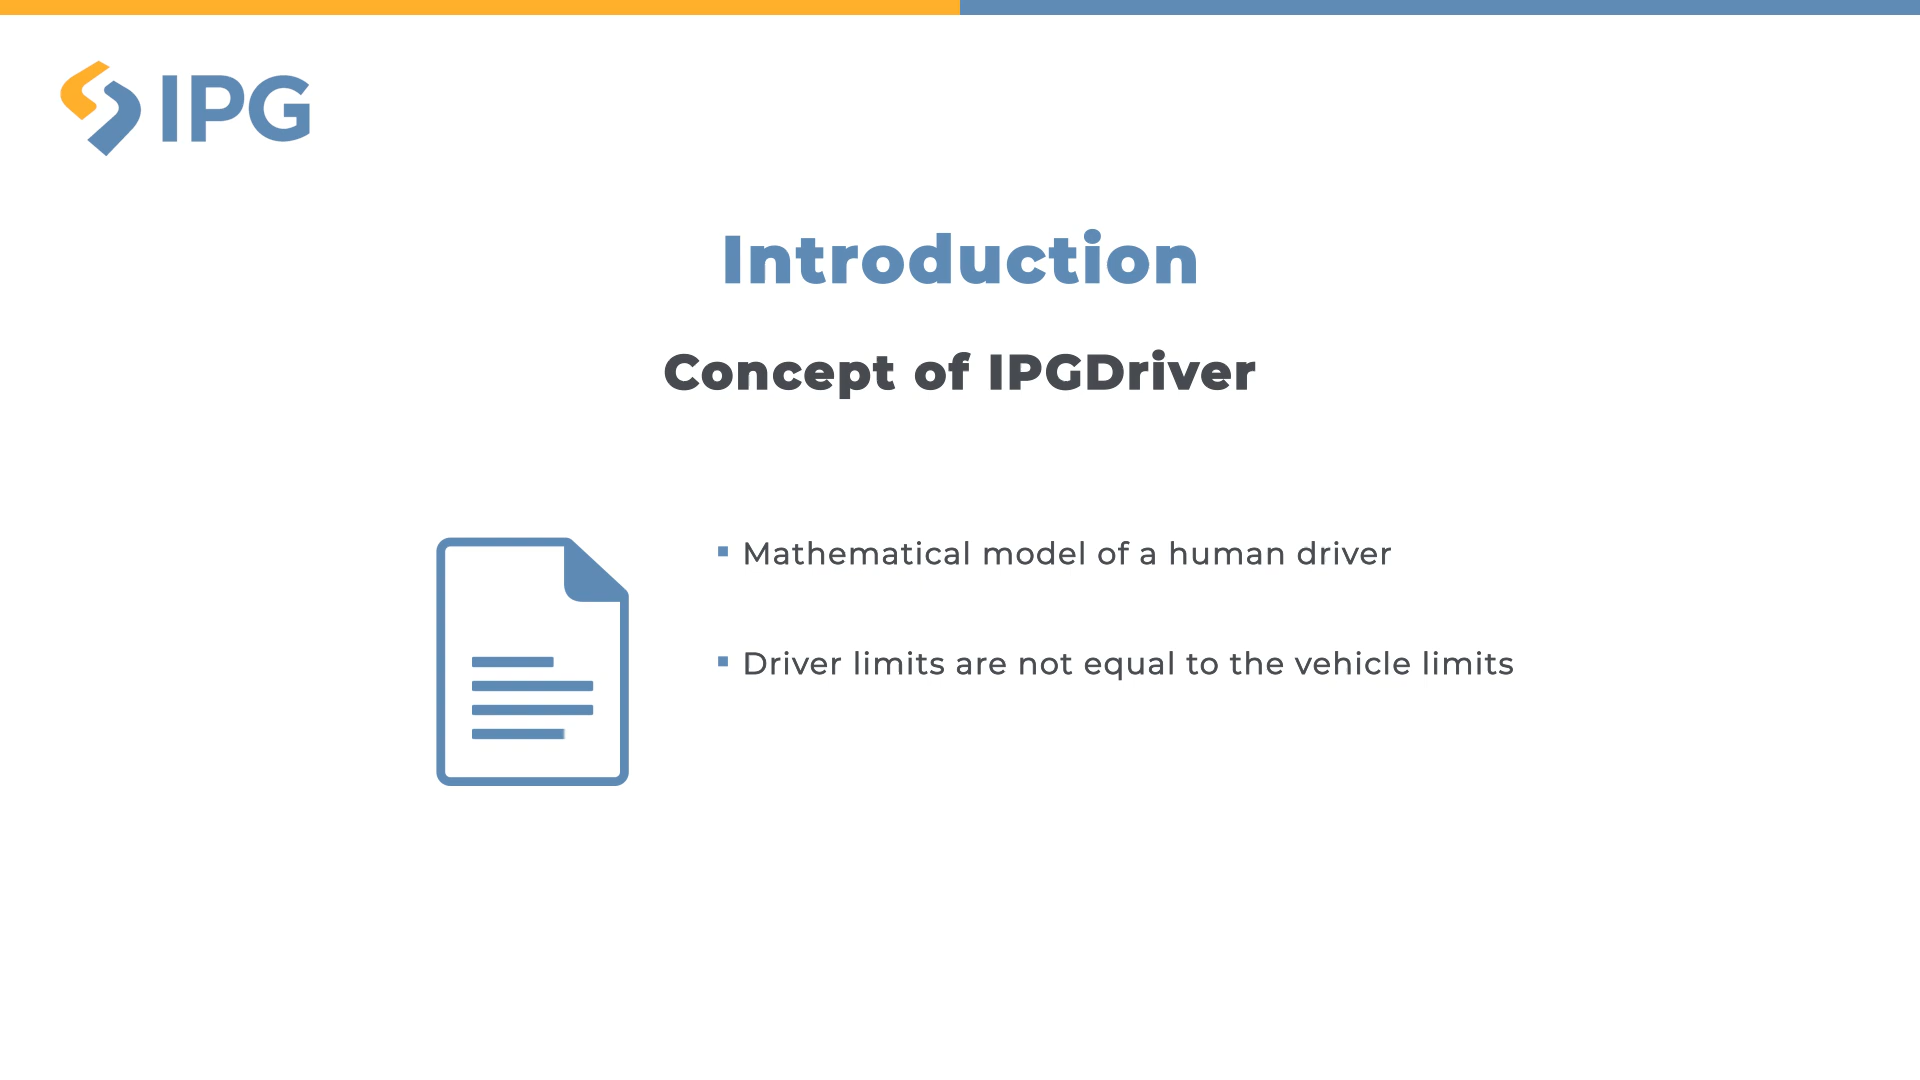 IPG
Introduction
Concept of IPGDriver
▪ Mathematical model of a human driver
▪ Driver limits are not equal to the vehicle limits